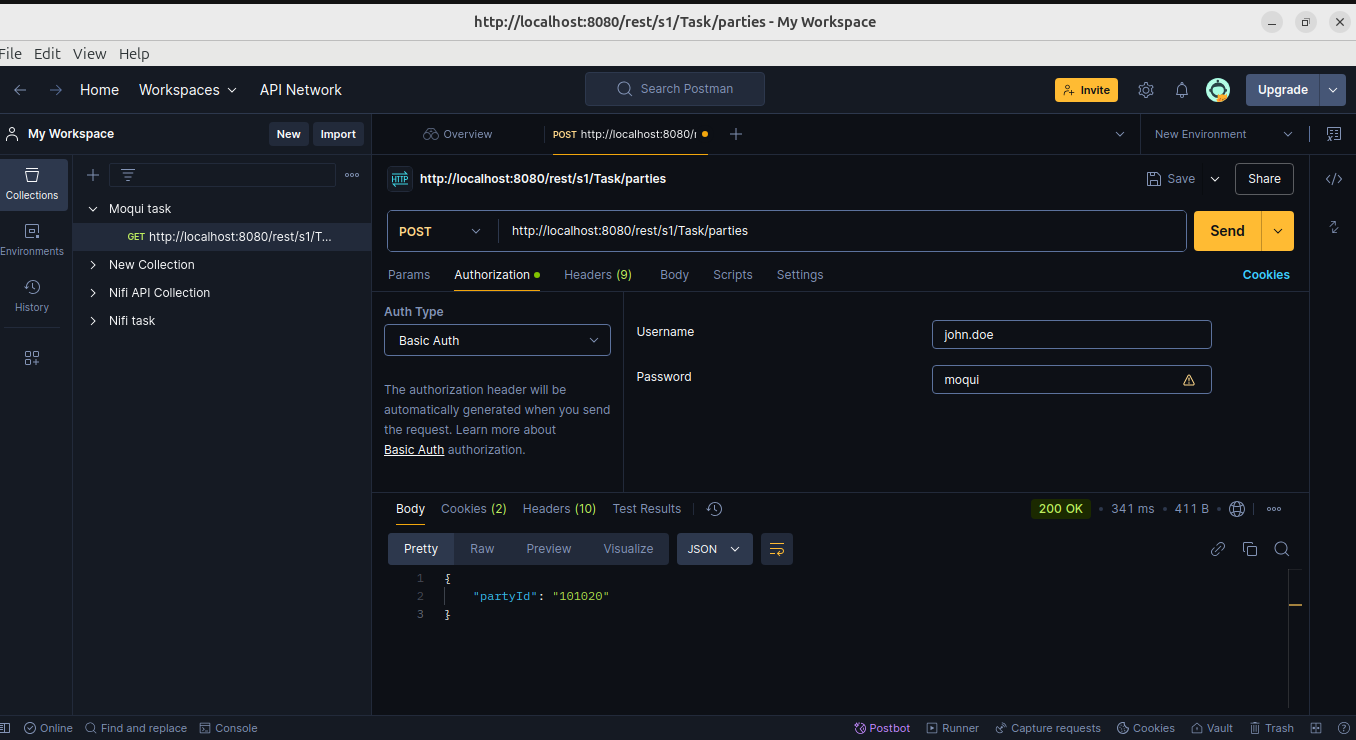 http://localhost:8080/rest/s1/Task/parties - My Workspace
File Edit View Help
Home Workspaces API Network Search Postman Invite Upgrade
My Workspace New Import Overview POST http://localhost:8080/r New Environment
http://localhost:8080/rest/s1/Task/parties Save Share
Collections
Environments
History
Moqui task
GET http://localhost:8080/rest/s1/T...
New Collection
Nifi API Collection
Nifi task
POST http://localhost:8080/rest/s1/Task/parties Send
Params Authorization Headers (9) Body Scripts Settings Cookies
Auth Type
Basic Auth
The authorization header will be
automatically generated when you send
the request. Learn more about
Basic Auth authorization.
Username john.doe
Password moqui
Body Cookies (2) Headers (10) Test Results 200 OK • 341 ms • 411 B •
Pretty Raw Preview Visualize JSON
1 {
2 "partyId": "101020"
3 }
Online Find and replace Console Postbot Runner Capture requests Cookies Vault Trash